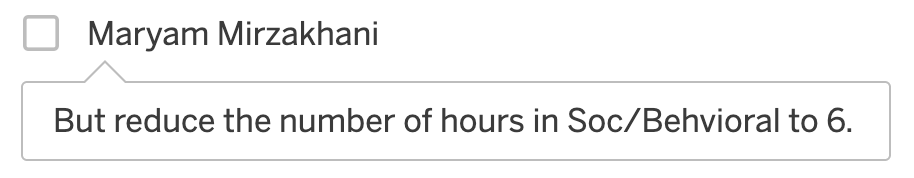 Maryam Mirzakhani
But reduce the number of hours in Soc/Behvioral to 6.